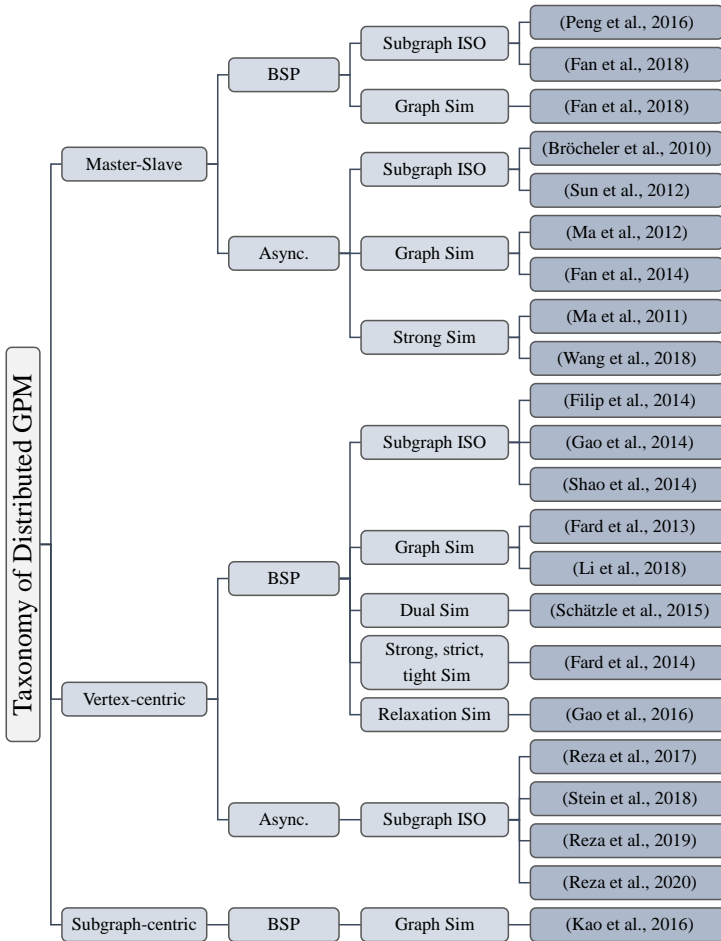 Taxonomy of Distributed GPM
Master-Slave
BSP
Subgraph ISO
(Peng et al., 2016)
(Fan et al., 2018)
Graph Sim
(Fan et al., 2018)
Async.
Subgraph ISO
(Bröcheler et al., 2010)
(Sun et al., 2012)
Graph Sim
(Ma et al., 2012)
(Fan et al., 2014)
Strong Sim
(Ma et al., 2011)
(Wang et al., 2018)
Vertex-centric
BSP
Subgraph ISO
(Filip et al., 2014)
(Gao et al., 2014)
(Shao et al., 2014)
Graph Sim
(Fard et al., 2013)
(Li et al., 2018)
Dual Sim
(Schätzle et al., 2015)
Strong, strict,
tight Sim
(Fard et al., 2014)
Relaxation Sim
(Gao et al., 2016)
Async.
Subgraph ISO
(Reza et al., 2017)
(Stein et al., 2018)
(Reza et al., 2019)
(Reza et al., 2020)
Subgraph-centric
BSP
Graph Sim
(Kao et al., 2016)